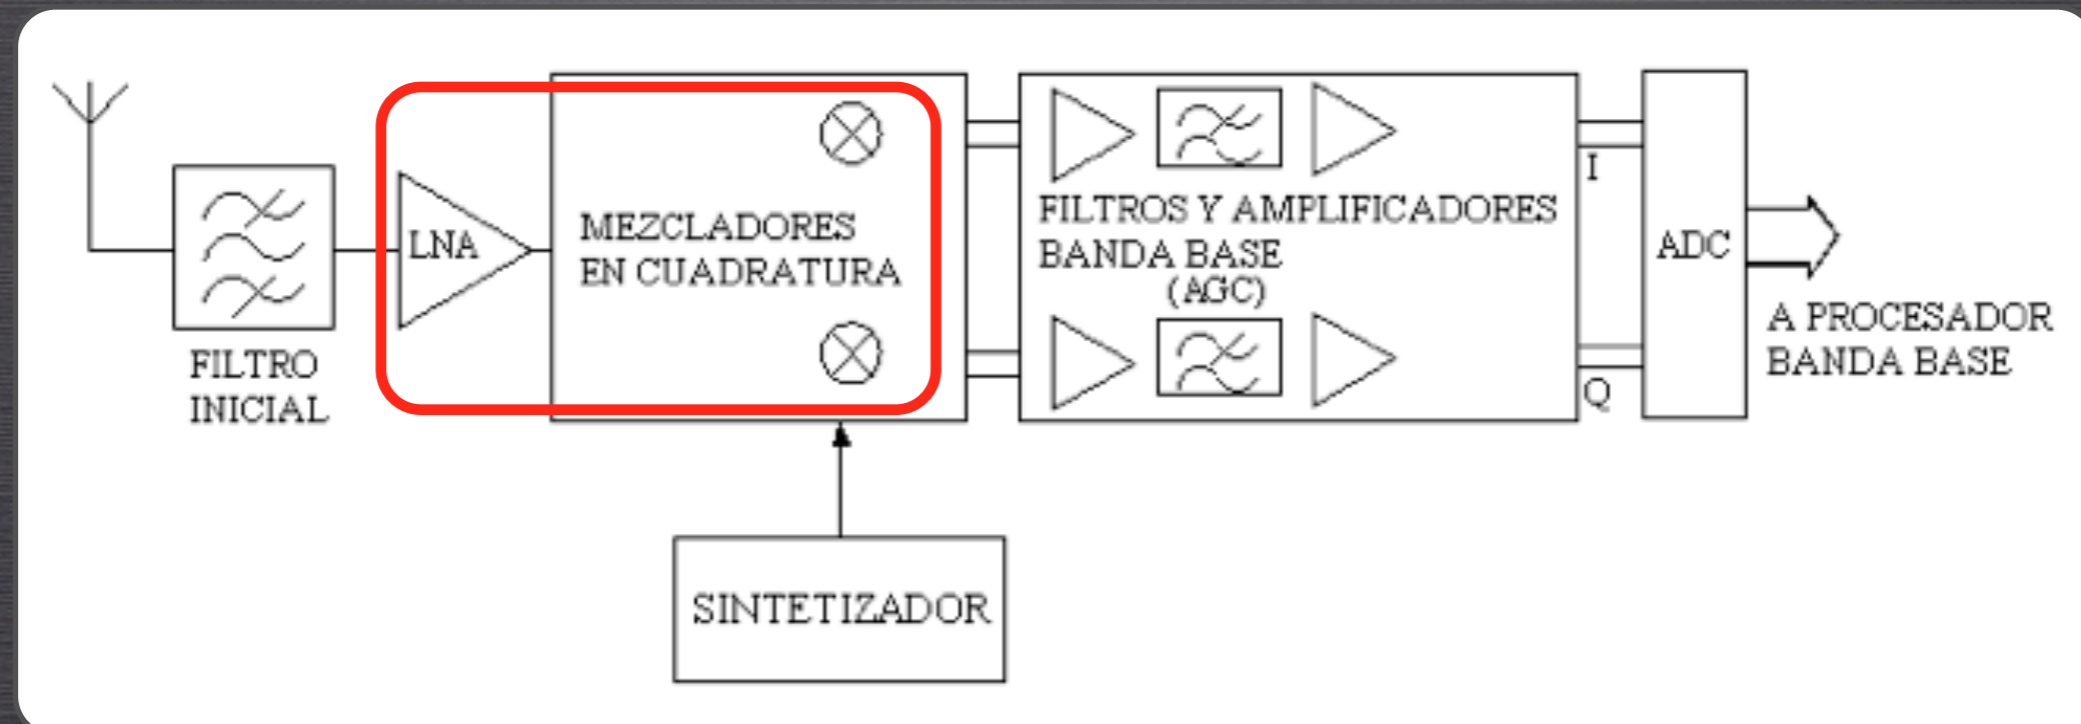 FILTRO
INICIAL
LNA
MEZCLADORES
EN CUADRATURA
SINTETIZADOR
FILTROS Y AMPLIFICADORES
BANDA BASE
(AGC)
I
Q
ADC
A PROCESADOR
BANDA BASE